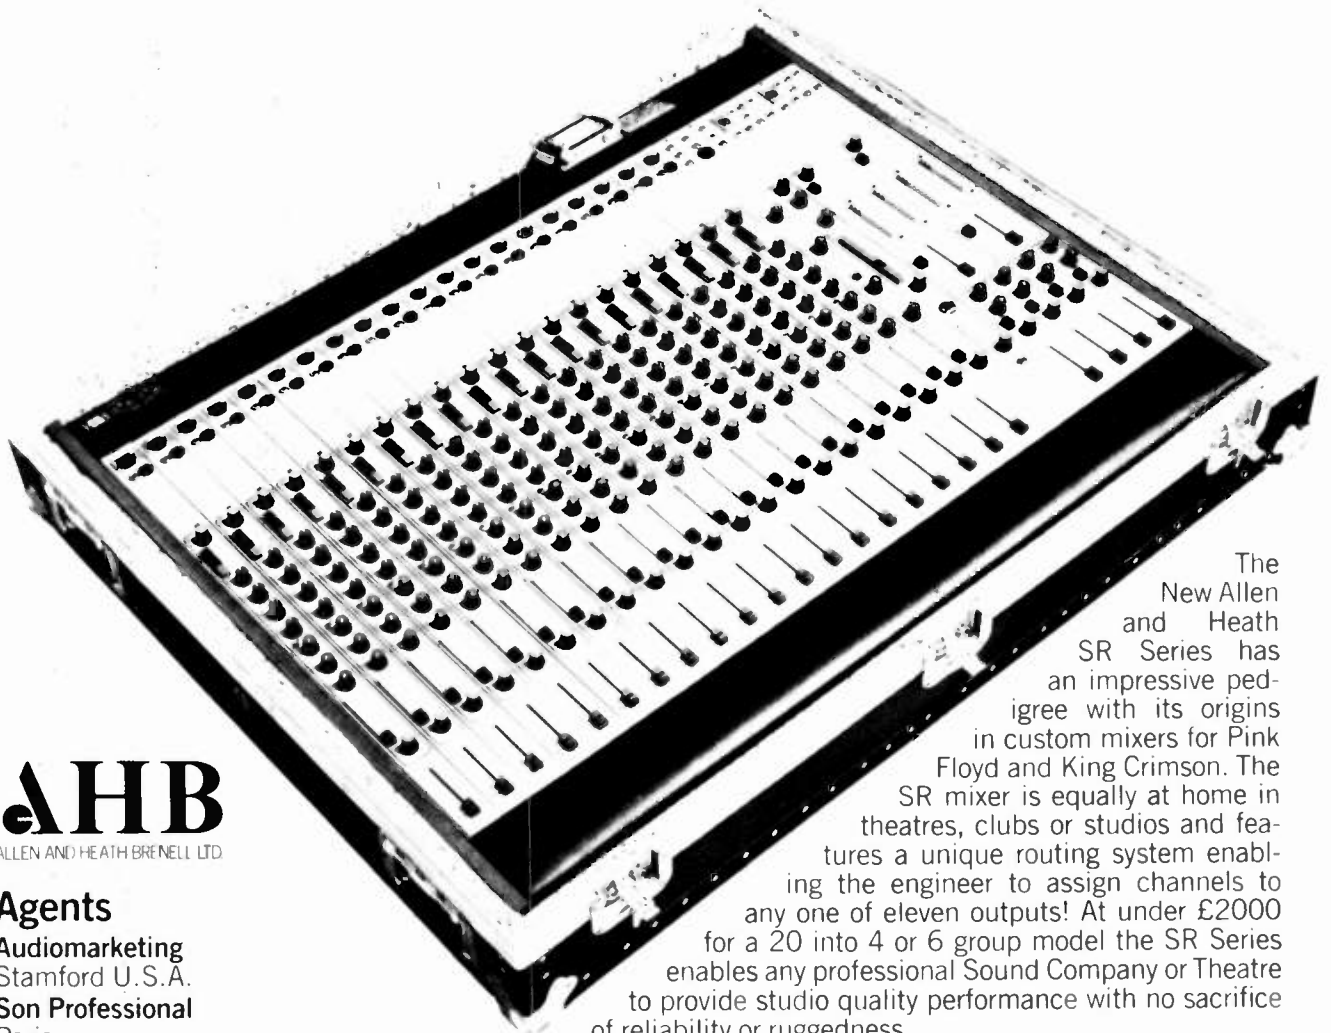 The
New Allen
and Heath
SR Series has
an impressive ped-
igree with its origins
in custom mixers for Pink
Floyd and King Crimson. The
SR mixer is equally at home in
theatres, clubs or studios and fea-
tures a unique routing system enabl-
ing the engineer to assign channels to
any one of eleven outputs! At under £2000
for a 20 into 4 or 6 group model the SR Series
enables any professional Sound Company or Theatre
to provide studio quality performance with no sacrifice
of reliability or ruggedness
AHB
ALLEN AND HEATH BRENELL LTD.
Agents
Audiomarketing
Stamford U.S.A.
Son Professional